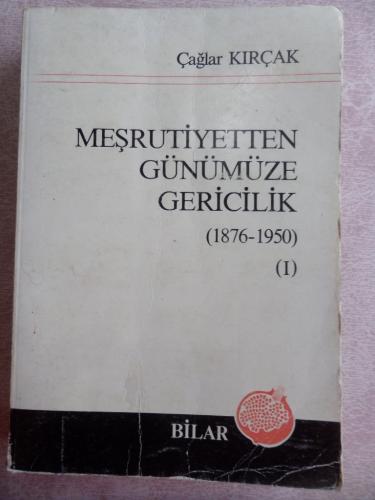 Çağlar KIRÇAK
MEŞRUTİYETTEN
GÜNÜMÜZE
GERİCİLİK
(1876-1950)
(I)
BİLAR